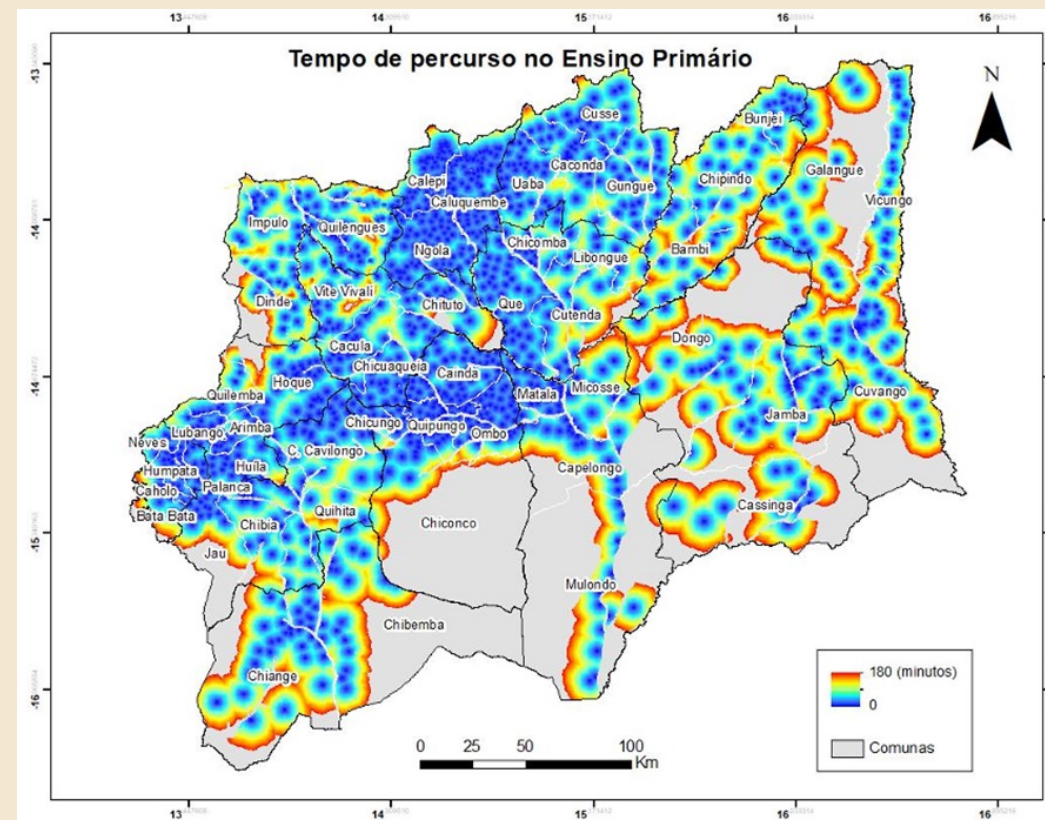 13
14
15
16
16
Tempo de percurso no Ensino Primário
N
-13
-14
-14
-15
-16
Cusse
Bunjei
Caconda
Galangue
Calepi
Uaba
Gungue
Chipindo
Vicungo
Caluquembe
Impulo
Quilengues
Ngola
Chicomba
Libongue
Bambi
Vite Vivali
Dinde
Chituto
Que
Cutenda
Dongo
Cacula
Chicuaqueia
Cainda
Micosse
Hoque
Matala
Cuvango
Quilemba
Jamba
Neves
Lubango
Arimba
Chicungo
Quipungo
Ombo
Humpata
Huíla
C. Cavilongo
Capelongo
Caholo
Palanca
Cassinga
Bata Bata
Quihita
Chiconco
Chibia
Jau
Mulondo
Chibemba
Chiange
180 (minutos)
0
Comunas
0 25 50 100
Km
13
14
15
16
16